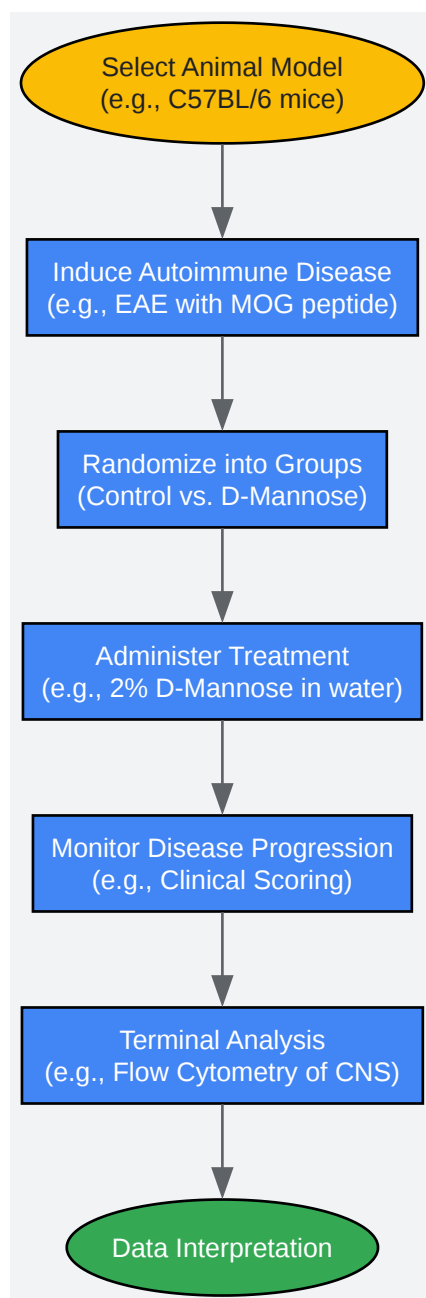 Select Animal Model
(e.g., C57BL/6 mice)
Induce Autoimmune Disease
(e.g., EAE with MOG peptide)
Randomize into Groups
(Control vs. D-Mannose)
Administer Treatment
(e.g., 2% D-Mannose in water)
Monitor Disease Progression
(e.g., Clinical Scoring)
Terminal Analysis
(e.g., Flow Cytometry of CNS)
Data Interpretation